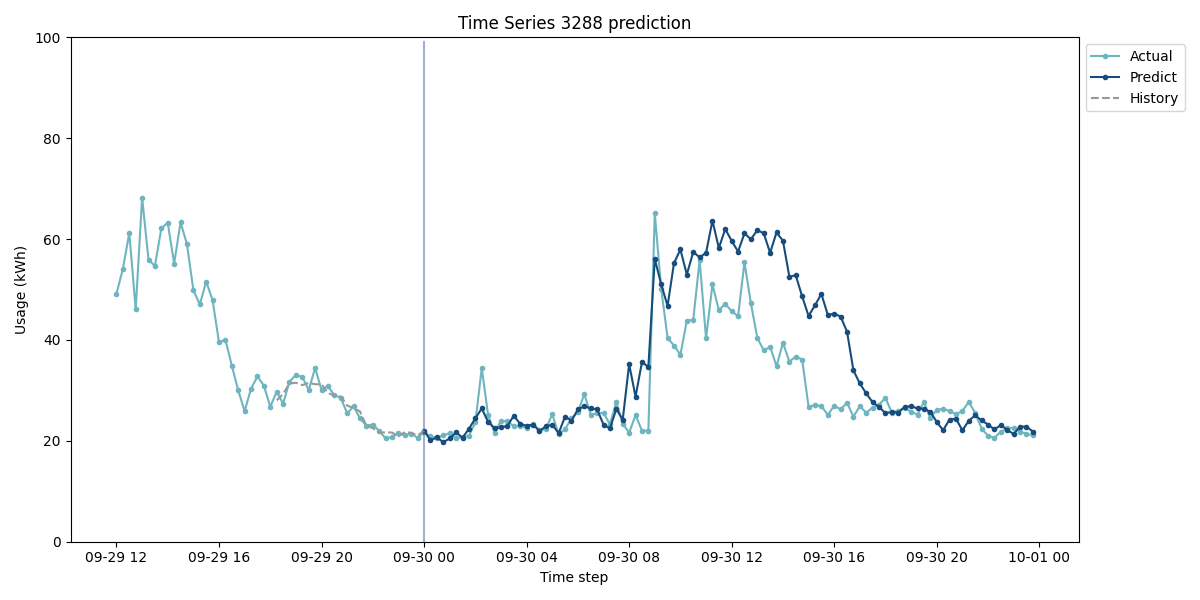 Time Series 3288 prediction
100
80
60
40
20
0
Usage (kWh)
09-29 12
09-29 16
09-29 20
09-30 00
09-30 04
09-30 08
09-30 12
09-30 16
09-30 20
10-01 00
Time step
Actual
Predict
History